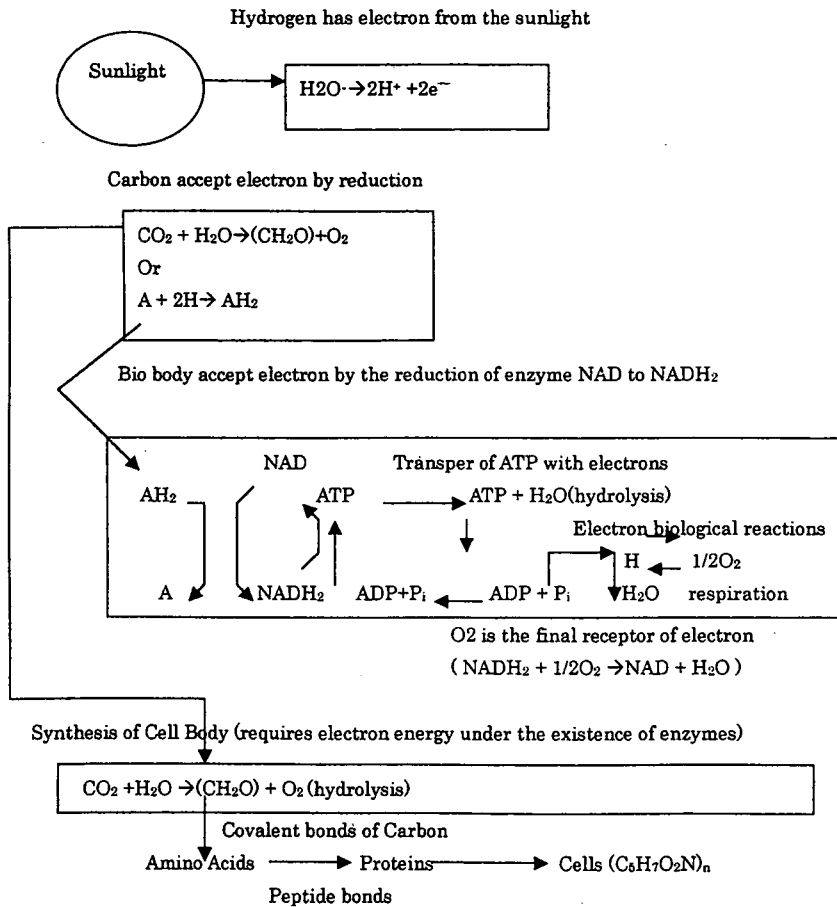 Hydrogen has electron from the sunlight
Sunlight
H2O·→2H⁺ +2e⁻
Carbon accept electron by reduction
CO₂ + H₂O→(CH₂O)+O₂
Or
A + 2H→ AH₂
Bio body accept electron by the reduction of enzyme NAD to NADH₂
NAD Transper of ATP with electrons
AH₂ ATP ATP + H₂O(hydrolysis)
Electron biological reactions
H 1/2O₂
A NADH₂ ADP+Pᵢ ADP + Pᵢ H₂O respiration
O2 is the final receptor of electron
( NADH₂ + 1/2O₂ →NAD + H₂O )
Synthesis of Cell Body (requires electron energy under the existence of enzymes)
CO₂ +H₂O →(CH₂O) + O₂ (hydrolysis)
Covalent bonds of Carbon
Amino Acids Proteins Cells (C₅H₇O₂N)ₙ
Peptide bonds